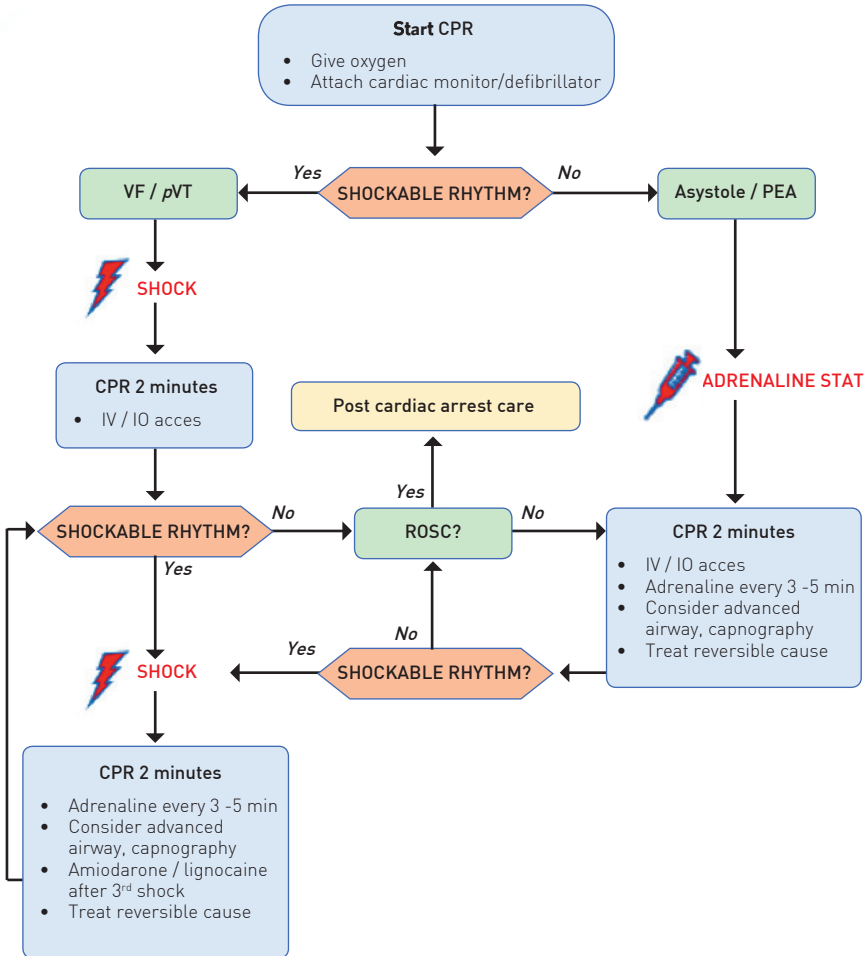 Start CPR
• Give oxygen
• Attach cardiac monitor/defibrillator
Yes
No
VF / pVT
SHOCKABLE RHYTHM?
Asystole / PEA
SHOCK
ADRENALINE STAT
CPR 2 minutes
• IV / IO acces
Post cardiac arrest care
Yes
SHOCKABLE RHYTHM?
No
ROSC?
No
CPR 2 minutes
• IV / IO acces
• Adrenaline every 3 -5 min
• Consider advanced
airway, capnography
• Treat reversible cause
Yes
No
Yes
SHOCK
SHOCKABLE RHYTHM?
CPR 2 minutes
• Adrenaline every 3 -5 min
• Consider advanced
airway, capnography
• Amiodarone / lignocaine
after 3rd shock
• Treat reversible cause